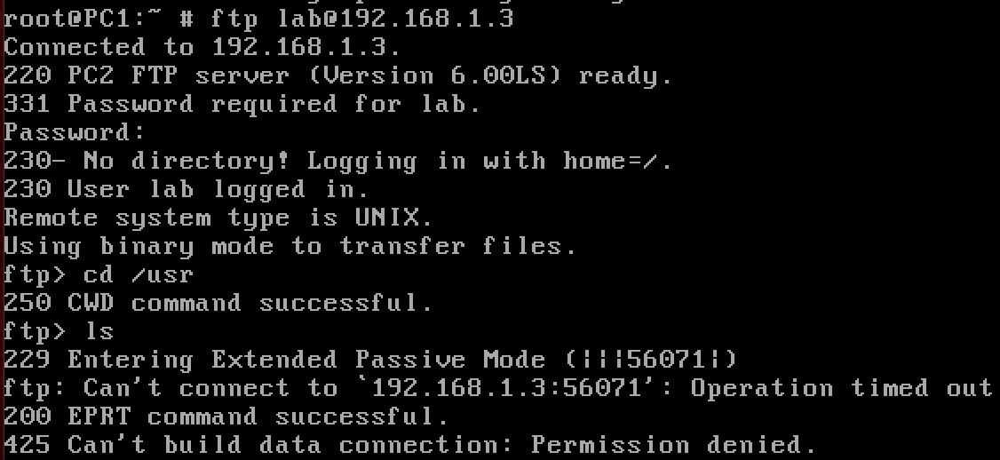 root@PC1:~ # ftp lab@192.168.1.3
Connected to 192.168.1.3.
220 PC2 FTP server (Version 6.00LS) ready.
331 Password required for lab.
Password:
230- No directory! Logging in with home=/.
230 User lab logged in.
Remote system type is UNIX.
Using binary mode to transfer files.
ftp> cd /usr
250 CWD command successful.
ftp> ls
229 Entering Extended Passive Mode (|||56071|)
ftp: Can't connect to `192.168.1.3:56071': Operation timed out
200 EPRT command successful.
425 Can't build data connection: Permission denied.